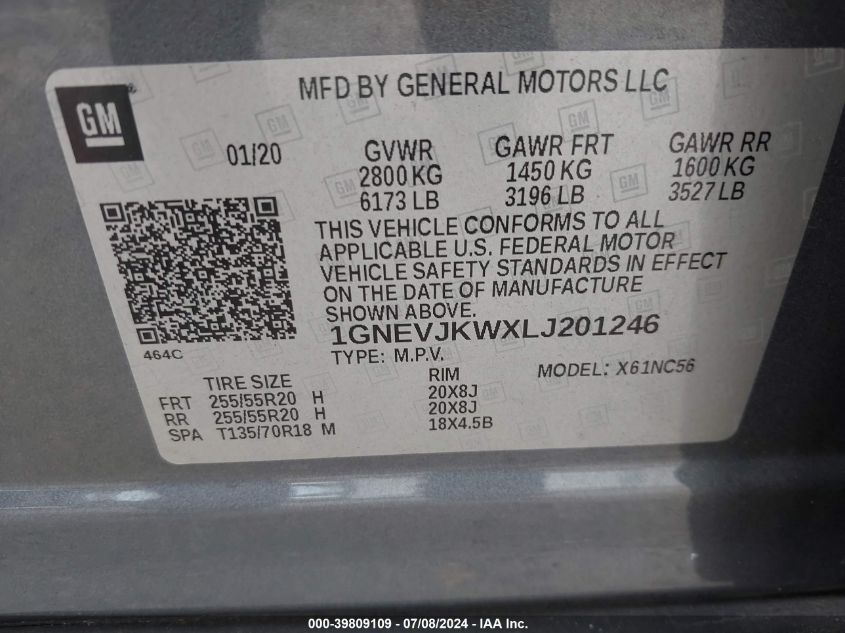 MFD BY GENERAL MOTORS LLC
GM
01/20
GVWR
2800 KG
6173 LB
GAWR FRT
1450 KG
3196 LB
GAWR RR
1600 KG
3527 LB
THIS VEHICLE CONFORMS TO ALL
APPLICABLE U.S. FEDERAL MOTOR
VEHICLE SAFETY STANDARDS IN EFFECT
ON THE DATE OF MANUFACTURE
SHOWN ABOVE.
1GNEVJKWXLJ201246
464C
TYPE: M.P.V.
MODEL: X61NC56
TIRE SIZE
RIM
FRT 255/55R20 H 20X8J
RR 255/55R20 H 20X8J
SPA T135/70R18 M 18X4.5B
000-39809109 - 07/08/2024 - IAA Inc.